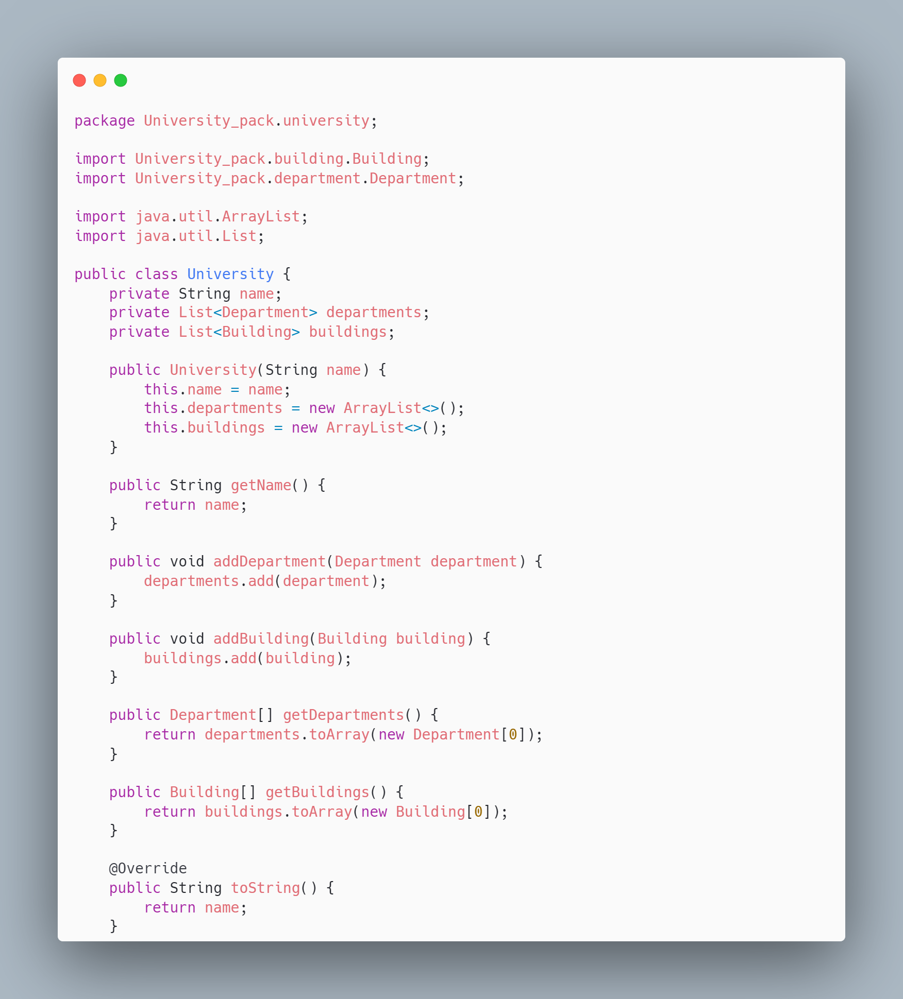 package University_pack.university;

import University_pack.building.Building;
import University_pack.department.Department;

import java.util.ArrayList;
import java.util.List;

public class University {
    private String name;
    private List<Department> departments;
    private List<Building> buildings;

    public University(String name) {
        this.name = name;
        this.departments = new ArrayList<>();
        this.buildings = new ArrayList<>();
    }

    public String getName() {
        return name;
    }

    public void addDepartment(Department department) {
        departments.add(department);
    }

    public void addBuilding(Building building) {
        buildings.add(building);
    }

    public Department[] getDepartments() {
        return departments.toArray(new Department[0]);
    }

    public Building[] getBuildings() {
        return buildings.toArray(new Building[0]);
    }

    @Override
    public String toString() {
        return name;
    }